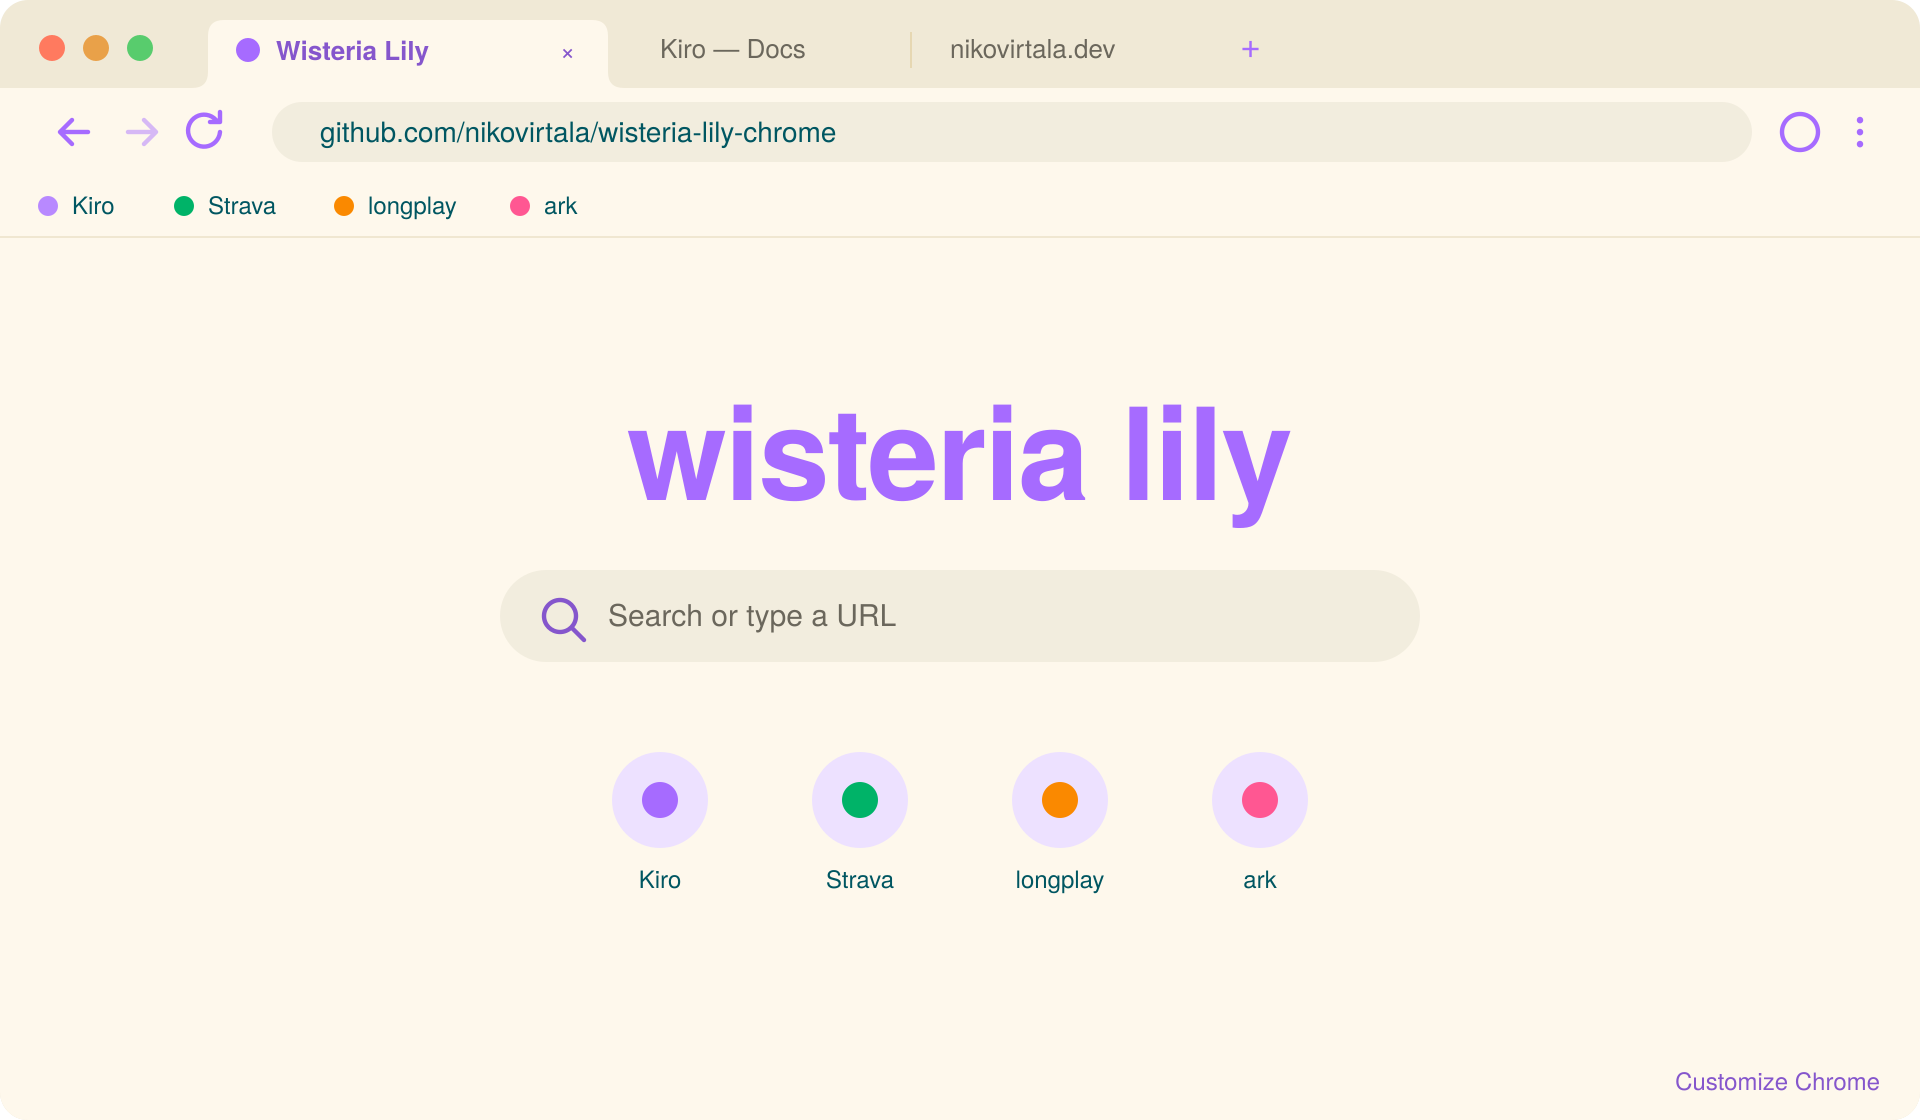 Wisteria Lily × Kiro — Docs nikovirtala.dev +
github.com/nikovirtala/wisteria-lily-chrome
Kiro Strava longplay ark
wisteria lily
Search or type a URL
Kiro Strava longplay ark
Customize Chrome